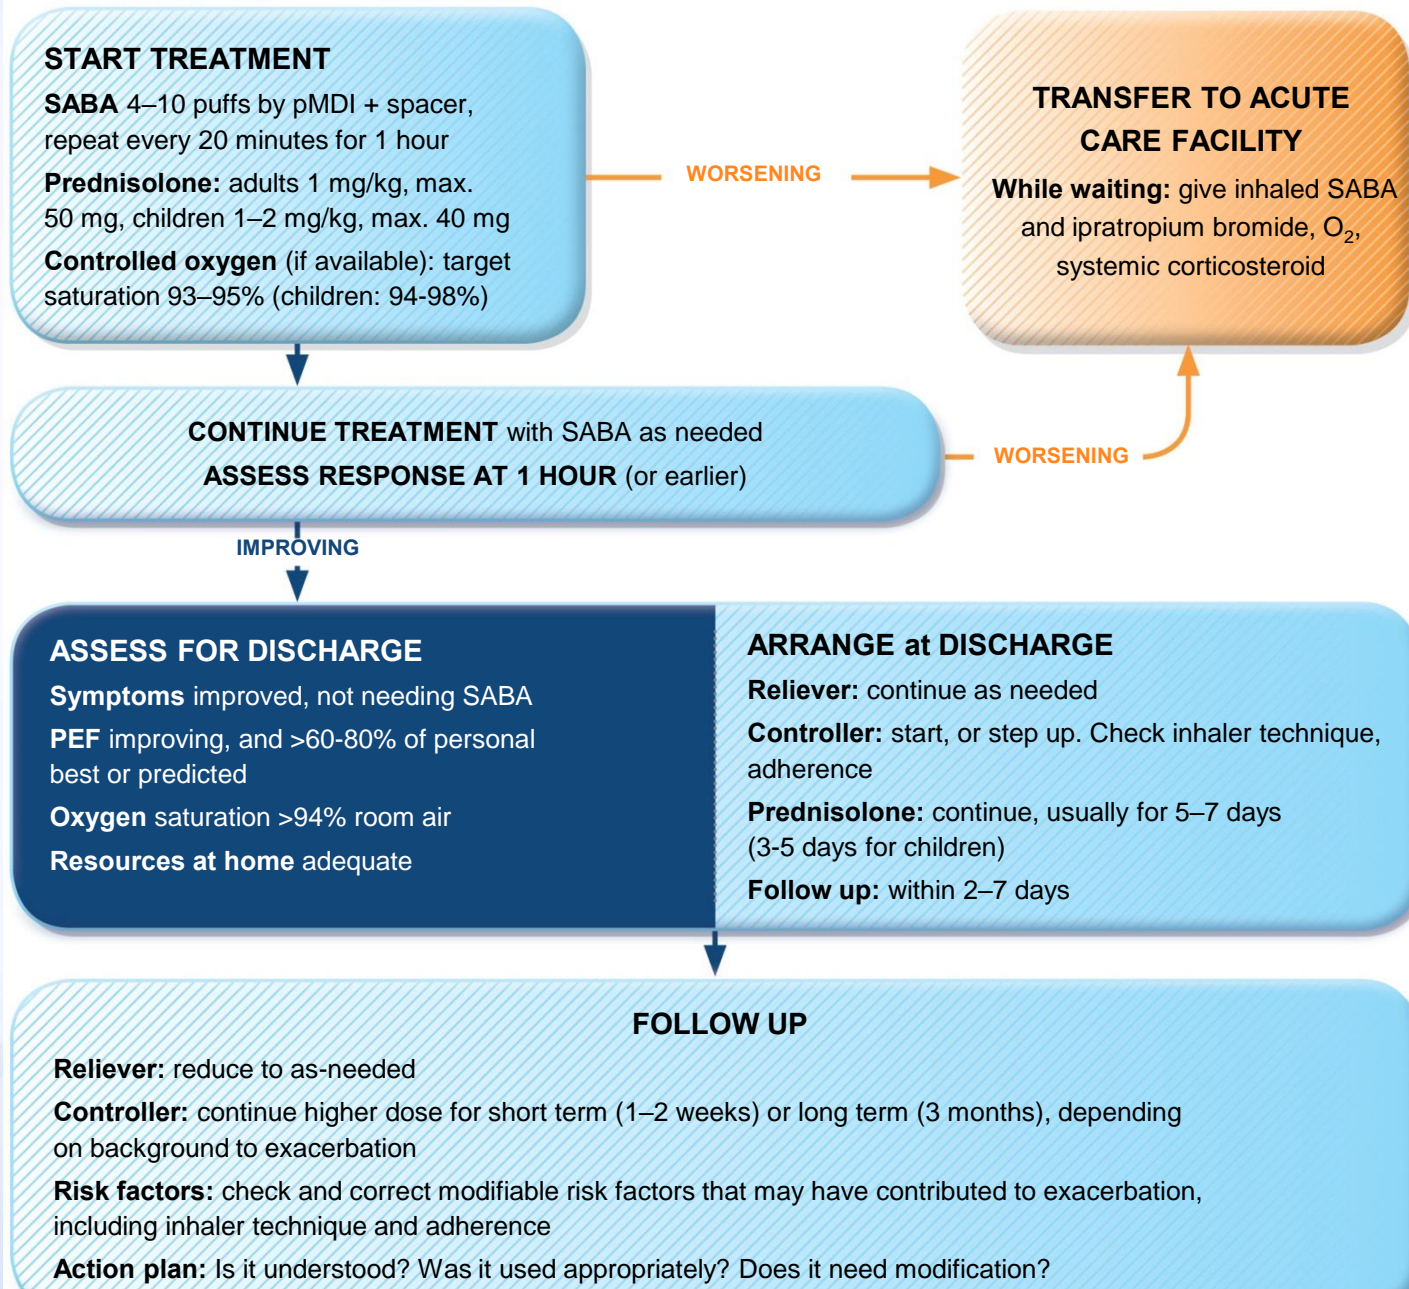 START TREATMENT
SABA 4–10 puffs by pMDI + spacer,
repeat every 20 minutes for 1 hour
Prednisolone: adults 1 mg/kg, max.
50 mg, children 1–2 mg/kg, max. 40 mg
Controlled oxygen (if available): target
saturation 93–95% (children: 94-98%)
WORSENING
TRANSFER TO ACUTE
CARE FACILITY
While waiting: give inhaled SABA
and ipratropium bromide, O₂,
systemic corticosteroid
CONTINUE TREATMENT with SABA as needed
ASSESS RESPONSE AT 1 HOUR (or earlier)
WORSENING
IMPROVING
ASSESS FOR DISCHARGE
Symptoms improved, not needing SABA
PEF improving, and >60-80% of personal
best or predicted
Oxygen saturation >94% room air
Resources at home adequate
ARRANGE at DISCHARGE
Reliever: continue as needed
Controller: start, or step up. Check inhaler technique,
adherence
Prednisolone: continue, usually for 5–7 days
(3-5 days for children)
Follow up: within 2–7 days
FOLLOW UP
Reliever: reduce to as-needed
Controller: continue higher dose for short term (1–2 weeks) or long term (3 months), depending
on background to exacerbation
Risk factors: check and correct modifiable risk factors that may have contributed to exacerbation,
including inhaler technique and adherence
Action plan: Is it understood? Was it used appropriately? Does it need modification?